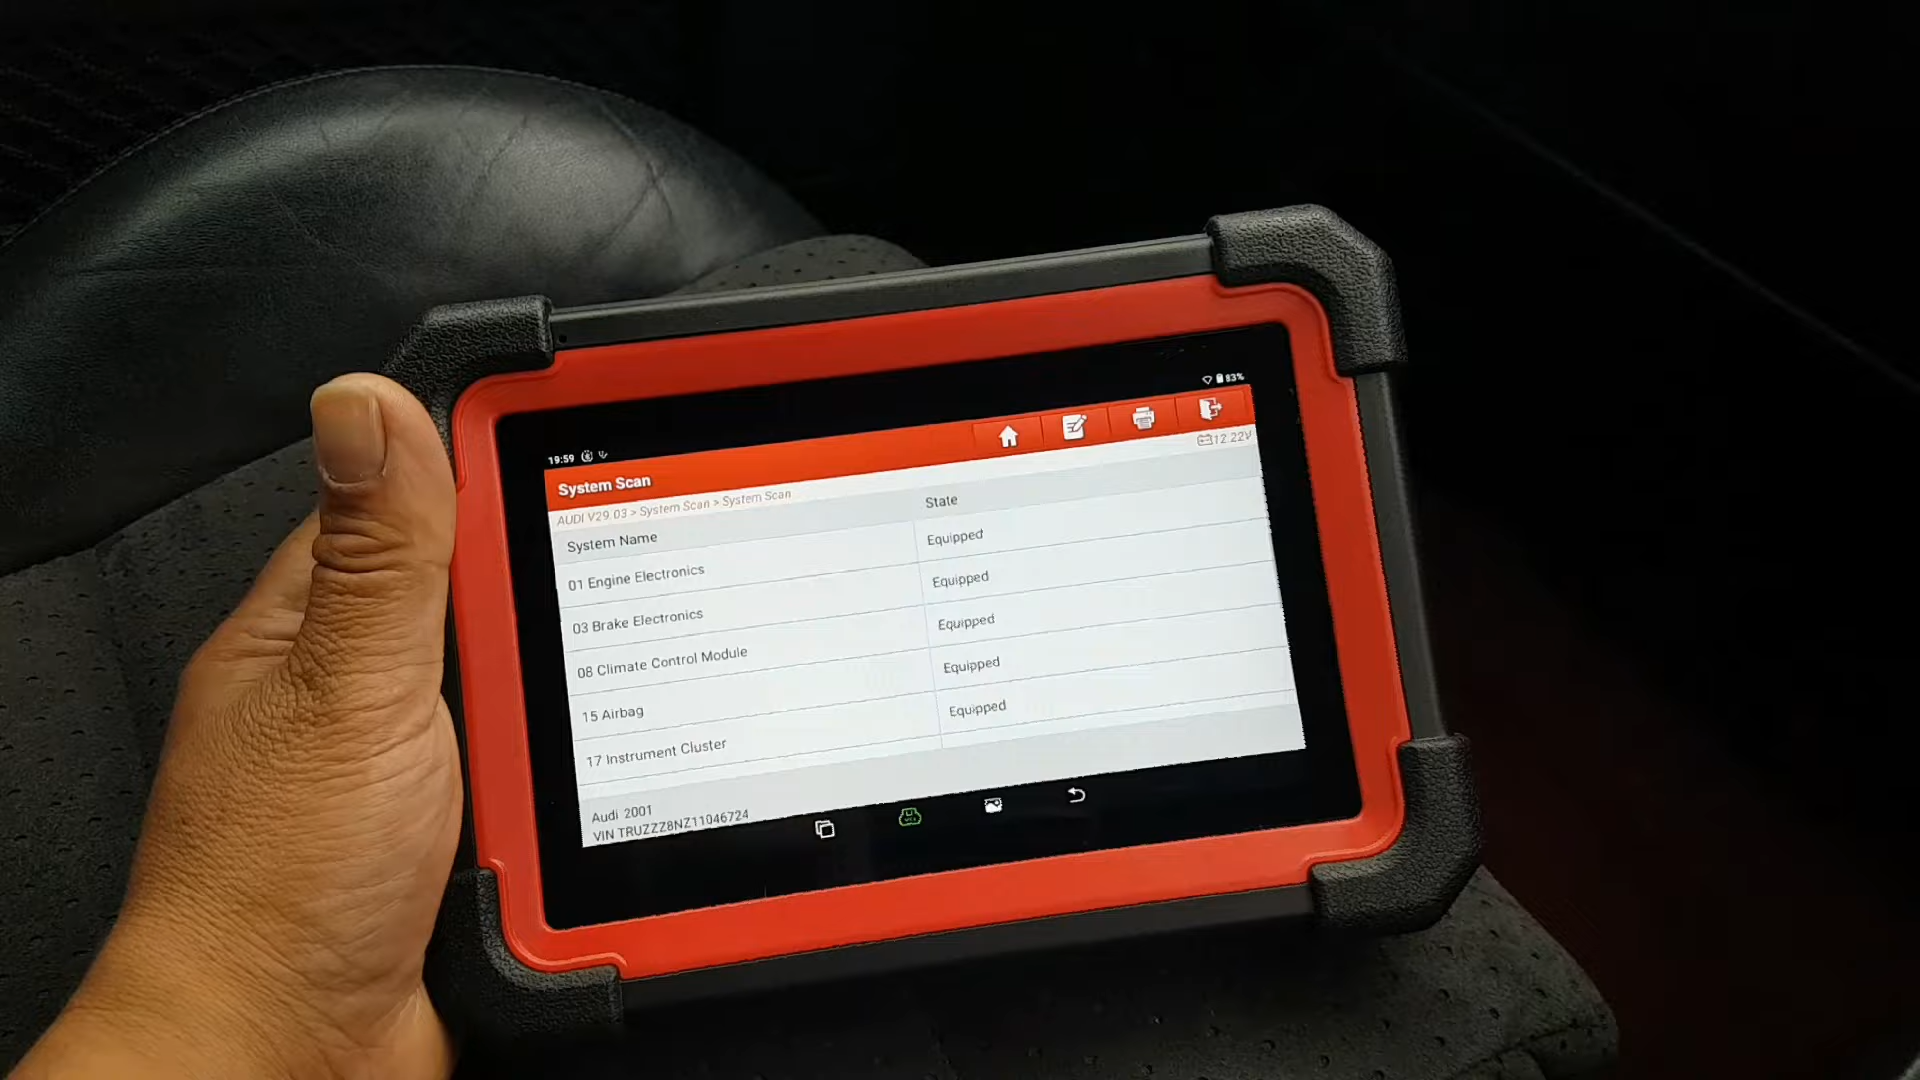 19:59
83%
System Scan
12.22V
AUDI V29.03 > System Scan > System Scan
System Name State
01 Engine Electronics Equipped
03 Brake Electronics Equipped
08 Climate Control Module Equipped
15 Airbag Equipped
17 Instrument Cluster Equipped
Audi 2001
VIN TRUZZZ8NZ11046724